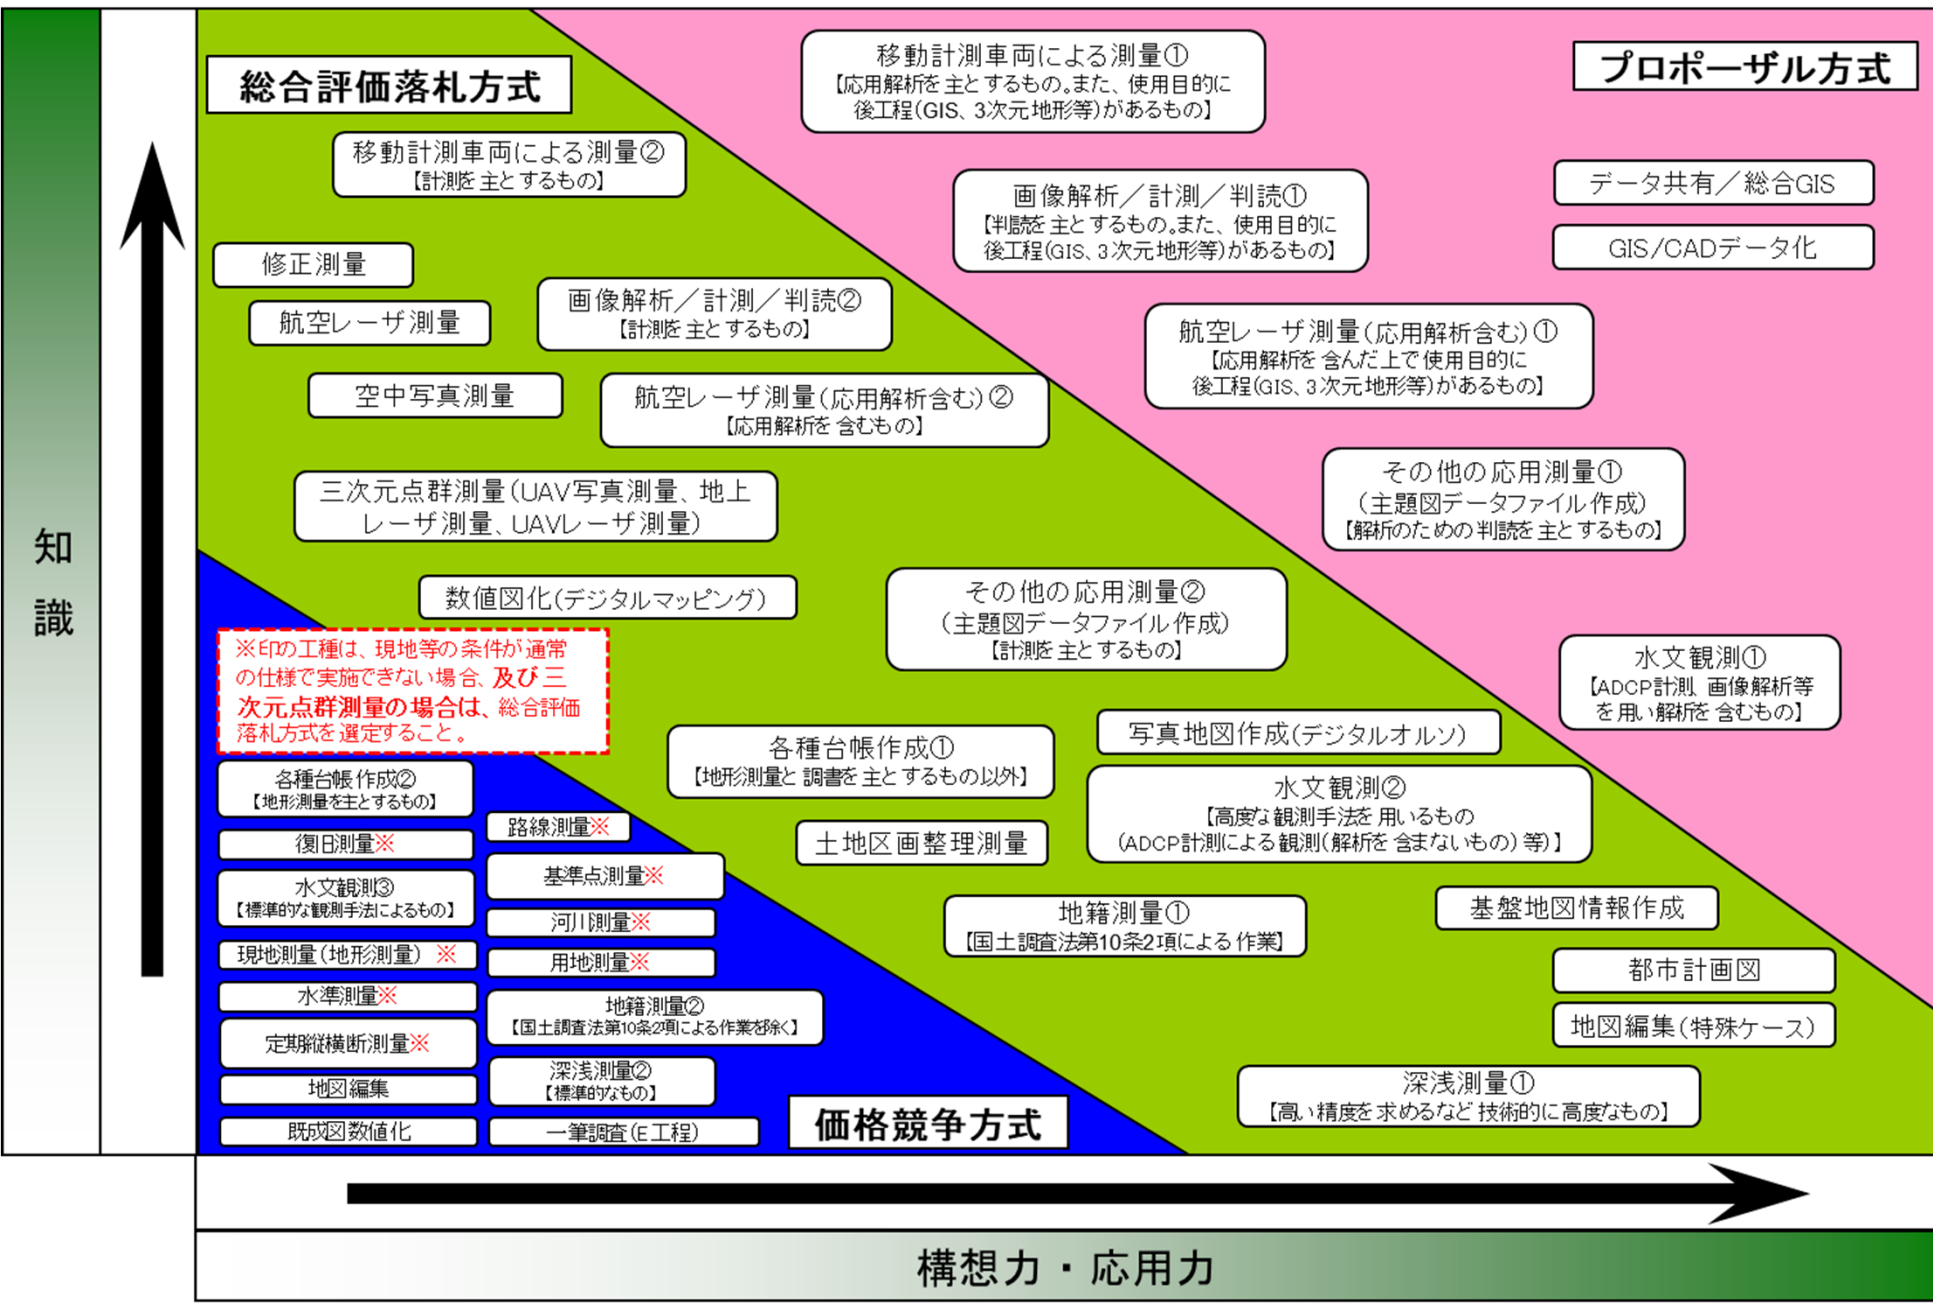 知
識
総合評価落札方式
移動計測車両による測量②
【計測を主とするもの】
修正測量
航空レーザ測量
画像解析／計測／判読②
【計測を主とするもの】
空中写真測量
航空レーザ測量(応用解析含む)②
【応用解析を含むもの】
三次元点群測量(UAV写真測量、地上
レーザ測量、UAVレーザ測量)
数値図化(デジタルマッピング)
その他の応用測量②
(主題図データファイル作成)
【計測を主とするもの】
各種台帳作成①
【地形測量と調書を主とするもの以外】
写真地図作成(デジタルオルソ)
土地区画整理測量
水文観測②
【高度な観測手法を用いるもの
(ADCP計測による観測(解析を含まないもの)等)】
地籍測量①
【国土調査法第10条2項による作業】
基盤地図情報作成
都市計画図
地図編集(特殊ケース)
深浅測量①
【高い精度を求めるなど技術的に高度なもの】
プロポーザル方式
移動計測車両による測量①
【応用解析を主とするもの。また、使用目的に
後工程(GIS、3次元地形等)があるもの】
画像解析／計測／判読①
【判読を主とするもの。また、使用目的に
後工程(GIS、3次元地形等)があるもの】
データ共有／総合GIS
GIS/CADデータ化
航空レーザ測量(応用解析含む)①
【応用解析を含んだ上で使用目的に
後工程(GIS、3次元地形等)があるもの】
その他の応用測量①
(主題図データファイル作成)
【解析のための判読を主とするもの】
水文観測①
【ADCP計測、画像解析等
を用い解析を含むもの】
※印の工種は、現地等の条件が通常
の仕様で実施できない場合、及び三
次元点群測量の場合は、総合評価
落札方式を選定すること。
各種台帳作成②
【地形測量を主とするもの】
復旧測量※
水文観測③
【標準的な観測手法によるもの】
現地測量(地形測量)※
水準測量※
定期縦横断測量※
地図編集
既成図数値化
路線測量※
基準点測量※
河川測量※
用地測量※
地籍測量②
【国土調査法第10条2項による作業を除く】
深浅測量②
【標準的なもの】
一筆調査(E工程)
価格競争方式
構想力・応用力